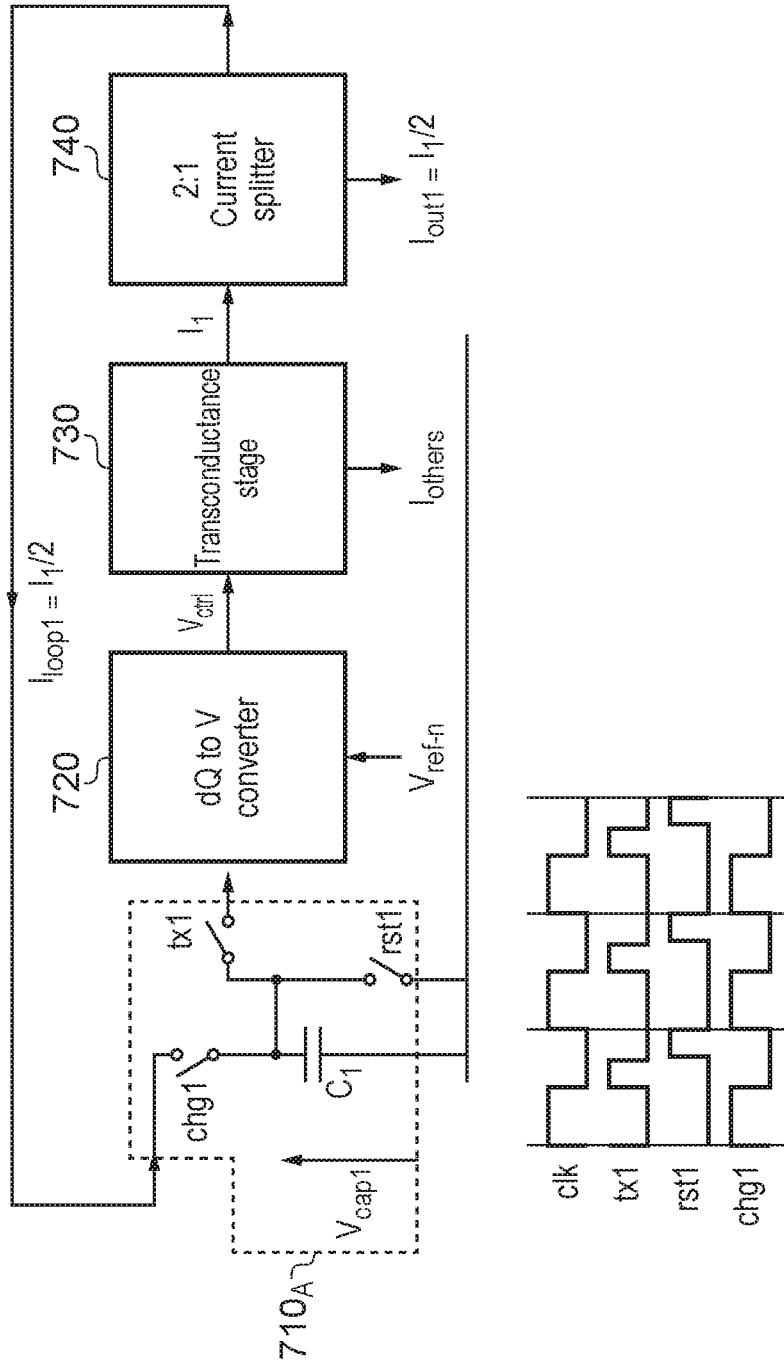 I_loop1 = I_1/2
710_A
V_cap1
chg1
C_1
tx1
rst1
720
dQ to V
converter
V_ref-n
V_ctrl
730
Transconductance
stage
I_others
I_1
740
2:1
Current
splitter
I_out1 = I_1/2
clk
tx1
rst1
chg1